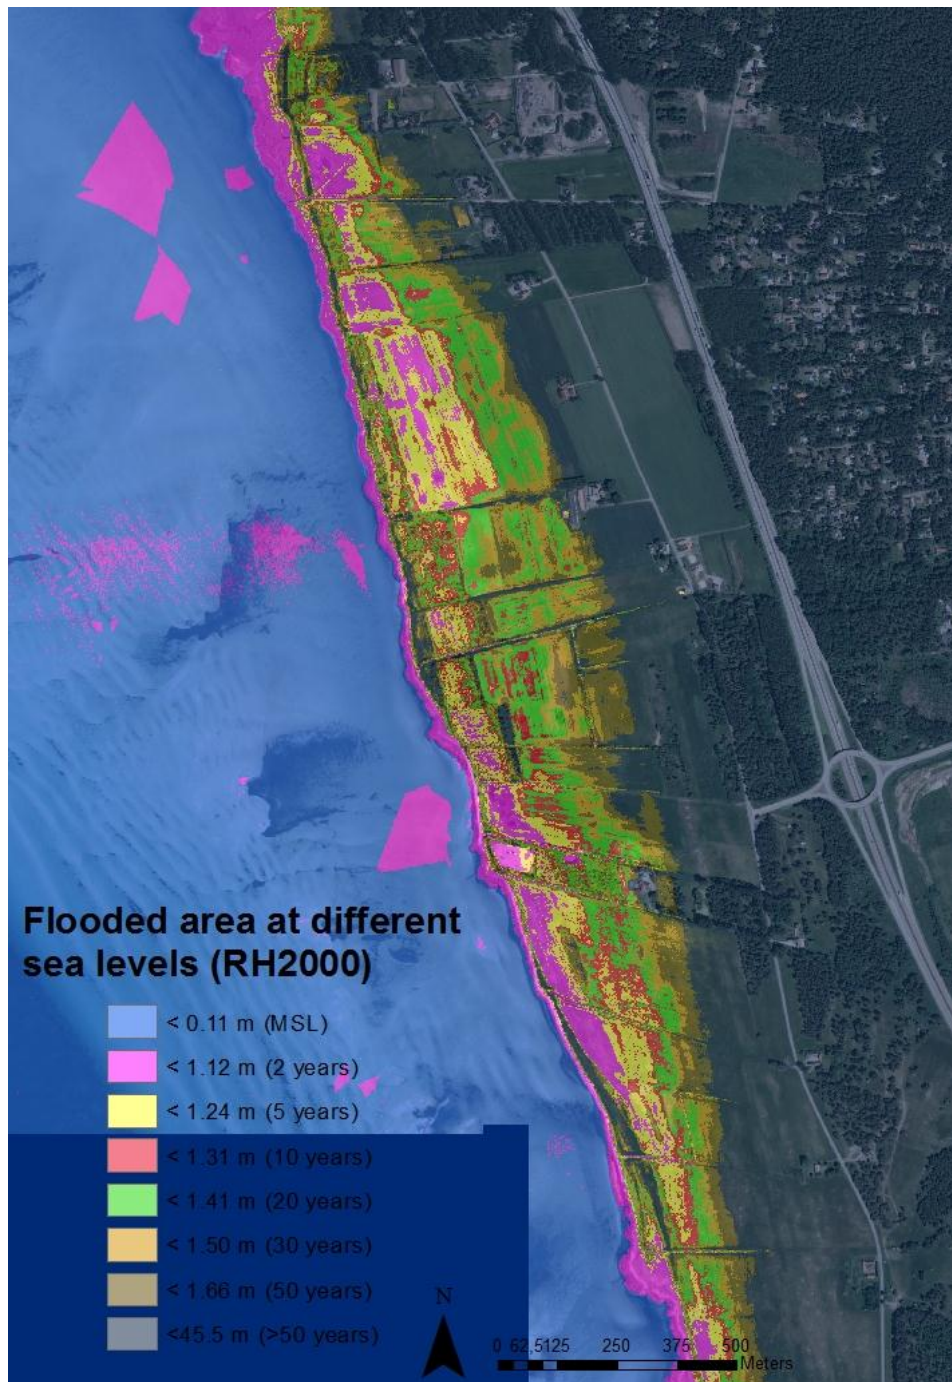 Flooded area at different
sea levels (RH2000)
< 0.11 m (MSL)
< 1.12 m (2 years)
< 1.24 m (5 years)
< 1.31 m (10 years)
< 1.41 m (20 years)
< 1.50 m (30 years)
< 1.66 m (50 years)
<45.5 m (>50 years)
N
0 62,5125 250 375 500
Meters